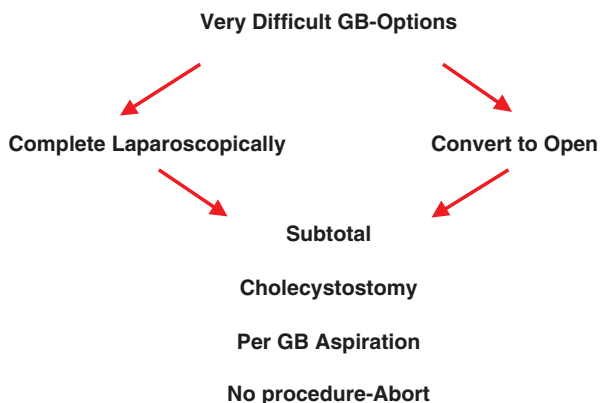 Very Difficult GB-Options
Complete Laparoscopically
Convert to Open
Subtotal
Cholecystostomy
Per GB Aspiration
No procedure-Abort